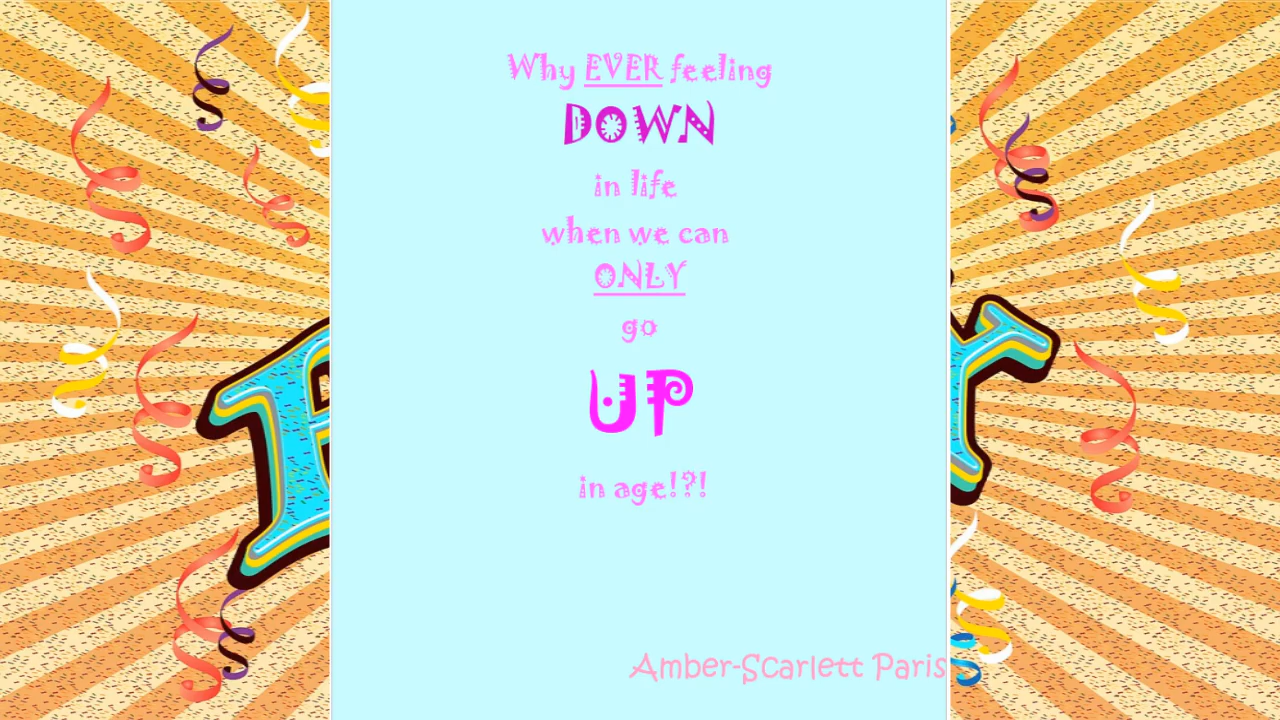 Why EVER feeling
DOWN
in life
when we can
ONLY
go
UP
in age!?!
Amber-Scarlett Paris